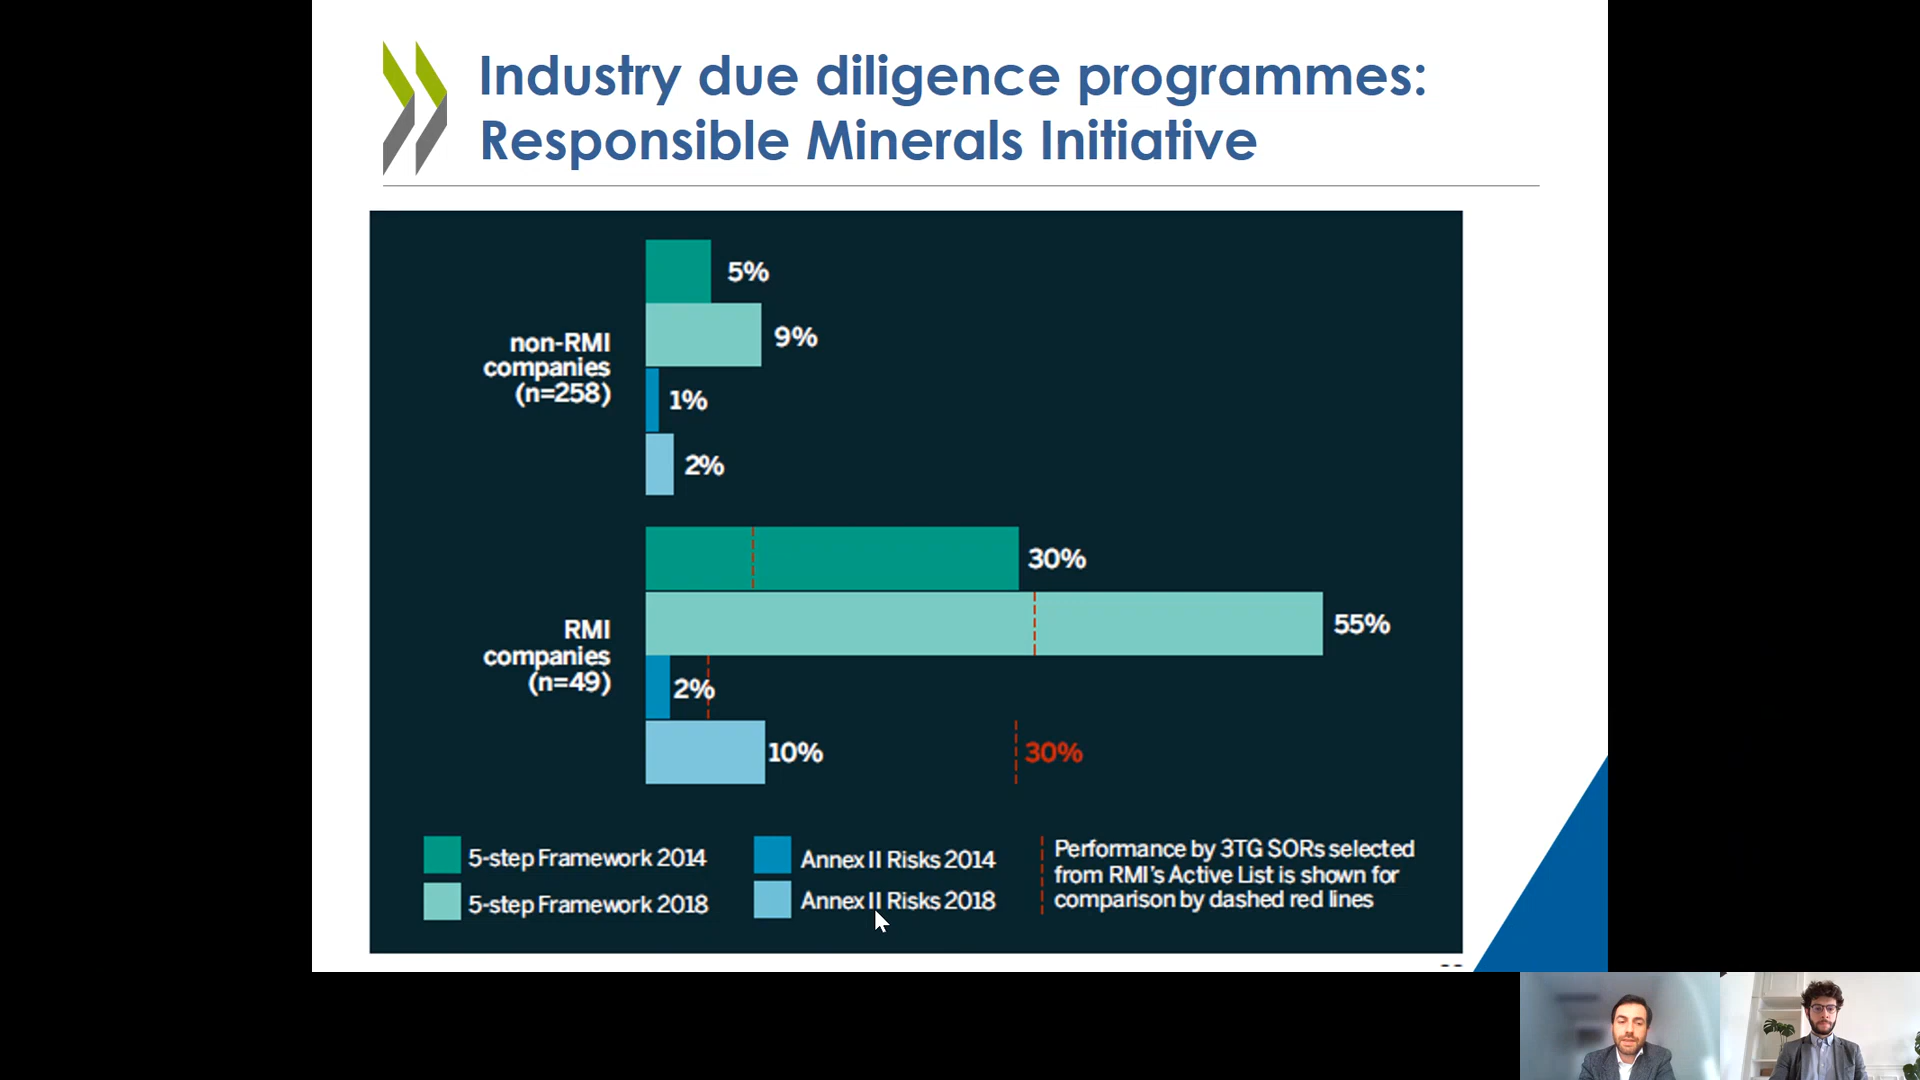 Industry due diligence programmes:
Responsible Minerals Initiative
5%
9%
non-RMI
companies
(n=258)
1%
2%
30%
55%
RMI
companies
(n=49)
2%
10%
30%
5-step Framework 2014
5-step Framework 2018
Annex II Risks 2014
Annex II Risks 2018
Performance by 3TG SORs selected
from RMI's Active List is shown for
comparison by dashed red lines